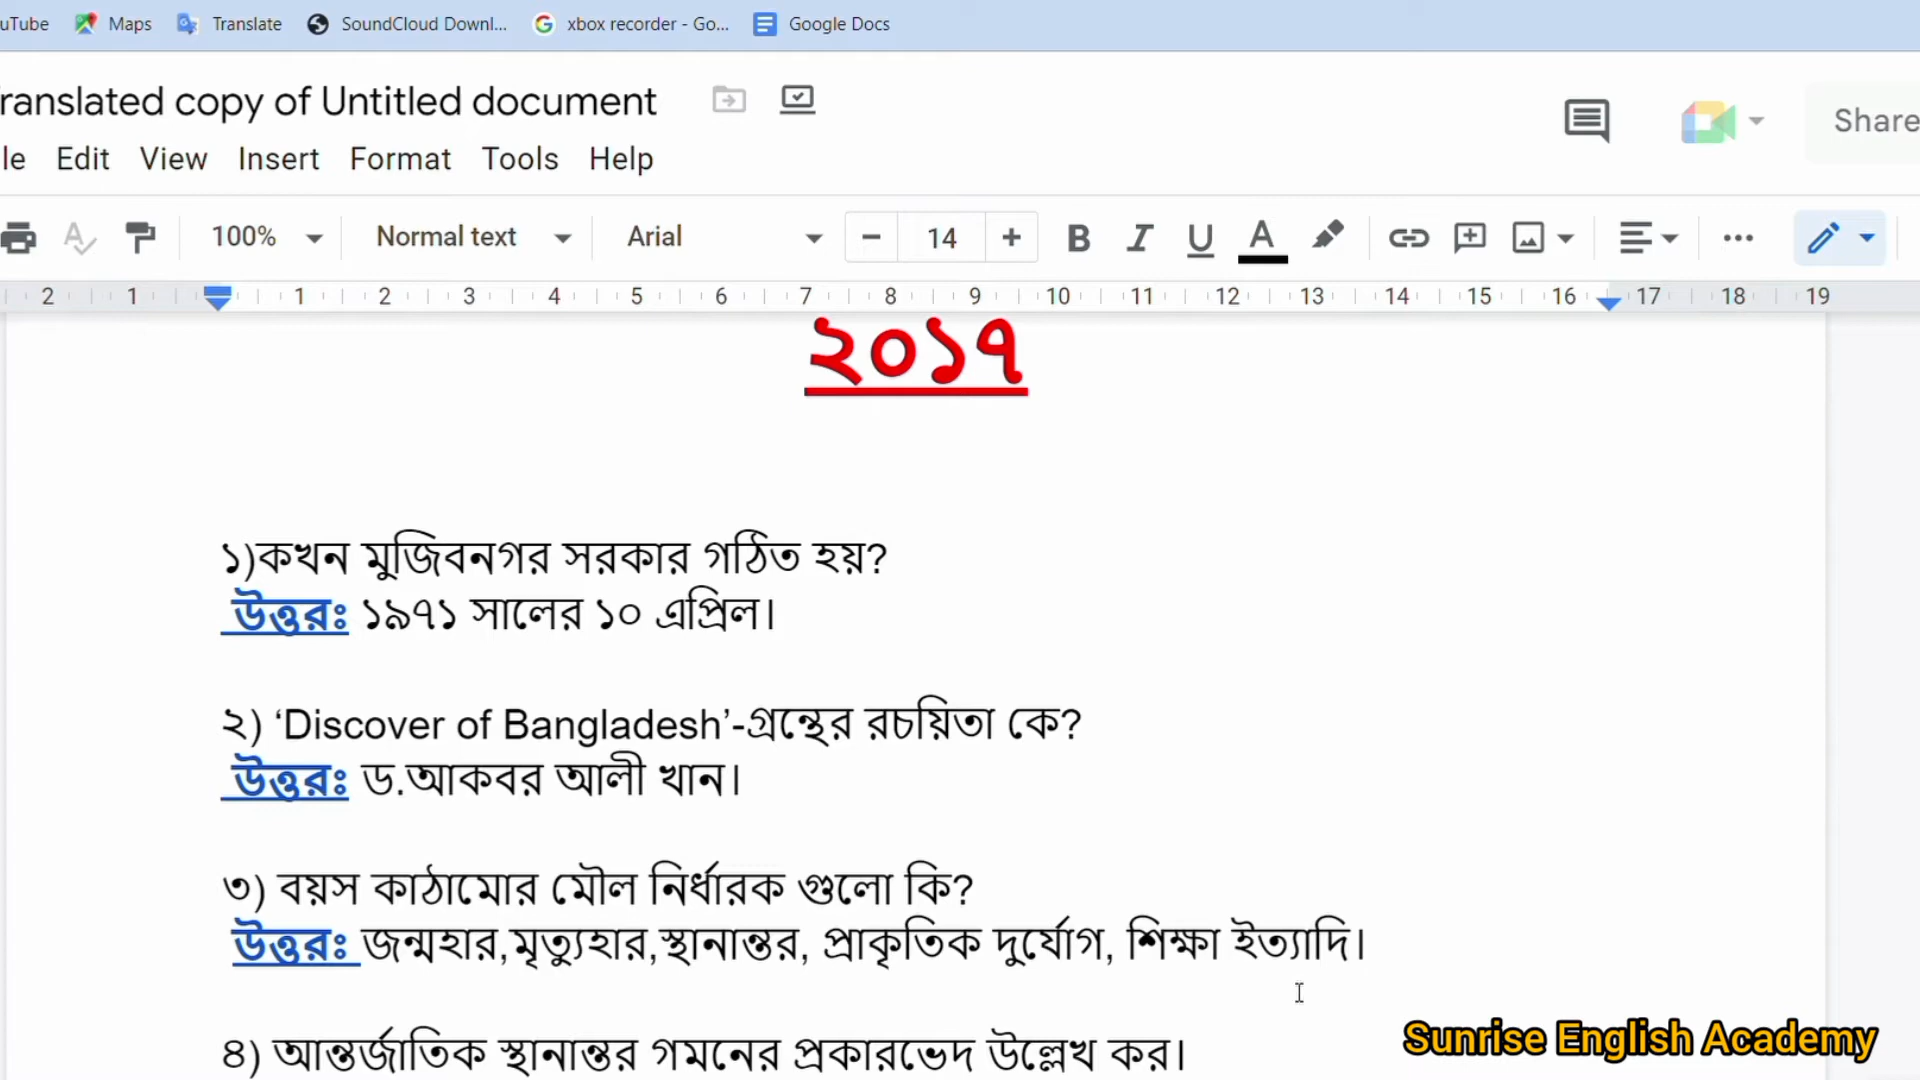 uTube Maps Translate SoundCloud Downl... xbox recorder - Go... Google Docs
ranslated copy of Untitled document
Share
le Edit View Insert Format Tools Help
100% Normal text Arial 14
2 1 1 2 3 4 5 6 7 8 9 10 11 12 13 14 15 16 17 18 19
২০১৭
১)কখন মুজিবনগর সরকার গঠিত হয়?
উত্তরঃ ১৯৭১ সালের ১০ এপ্রিল।
২) ‘Discover of Bangladesh’-গ্রন্থের রচয়িতা কে?
উত্তরঃ ড.আকবর আলী খান।
৩) বয়স কাঠামোর মৌল নির্ধারক গুলো কি?
উত্তরঃ জন্মহার,মৃত্যুহার,স্থানান্তর, প্রাকৃতিক দুর্যোগ, শিক্ষা ইত্যাদি।
৪) আন্তর্জাতিক স্থানান্তর গমনের প্রকারভেদ উল্লেখ কর।
Sunrise English Academy